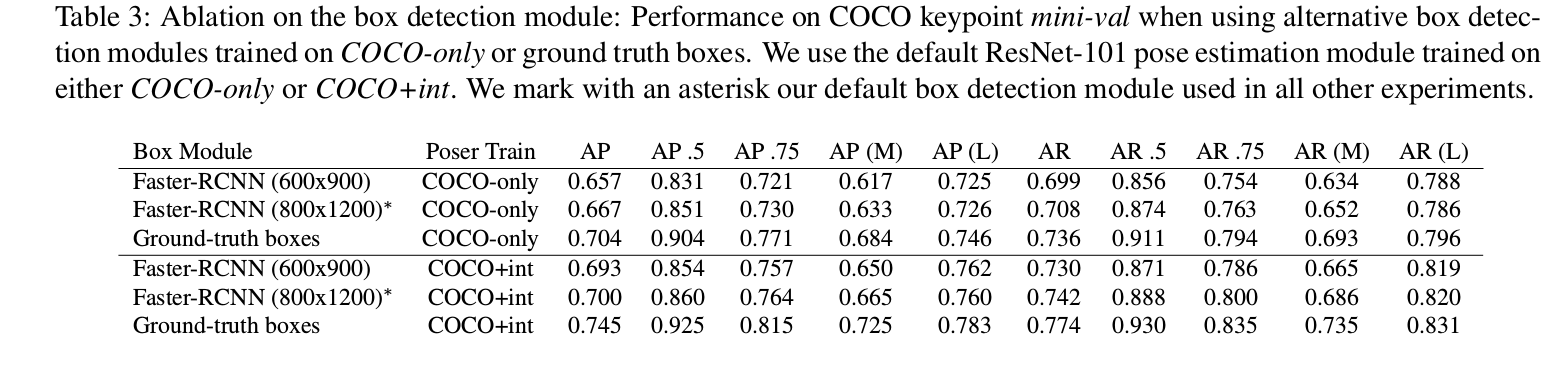 Table 3: Ablation on the box detection module: Performance on COCO keypoint mini-val when using alternative box detec-
tion modules trained on COCO-only or ground truth boxes. We use the default ResNet-101 pose estimation module trained on
either COCO-only or COCO+int. We mark with an asterisk our default box detection module used in all other experiments.
Box Module Poser Train AP AP .5 AP .75 AP (M) AP (L) AR AR .5 AR .75 AR (M) AR (L)
Faster-RCNN (600x900) COCO-only 0.657 0.831 0.721 0.617 0.725 0.699 0.856 0.754 0.634 0.788
Faster-RCNN (800x1200)* COCO-only 0.667 0.851 0.730 0.633 0.726 0.708 0.874 0.763 0.652 0.786
Ground-truth boxes COCO-only 0.704 0.904 0.771 0.684 0.746 0.736 0.911 0.794 0.693 0.796
Faster-RCNN (600x900) COCO+int 0.693 0.854 0.757 0.650 0.762 0.730 0.871 0.786 0.665 0.819
Faster-RCNN (800x1200)* COCO+int 0.700 0.860 0.764 0.665 0.760 0.742 0.888 0.800 0.686 0.820
Ground-truth boxes COCO+int 0.745 0.925 0.815 0.725 0.783 0.774 0.930 0.835 0.735 0.831